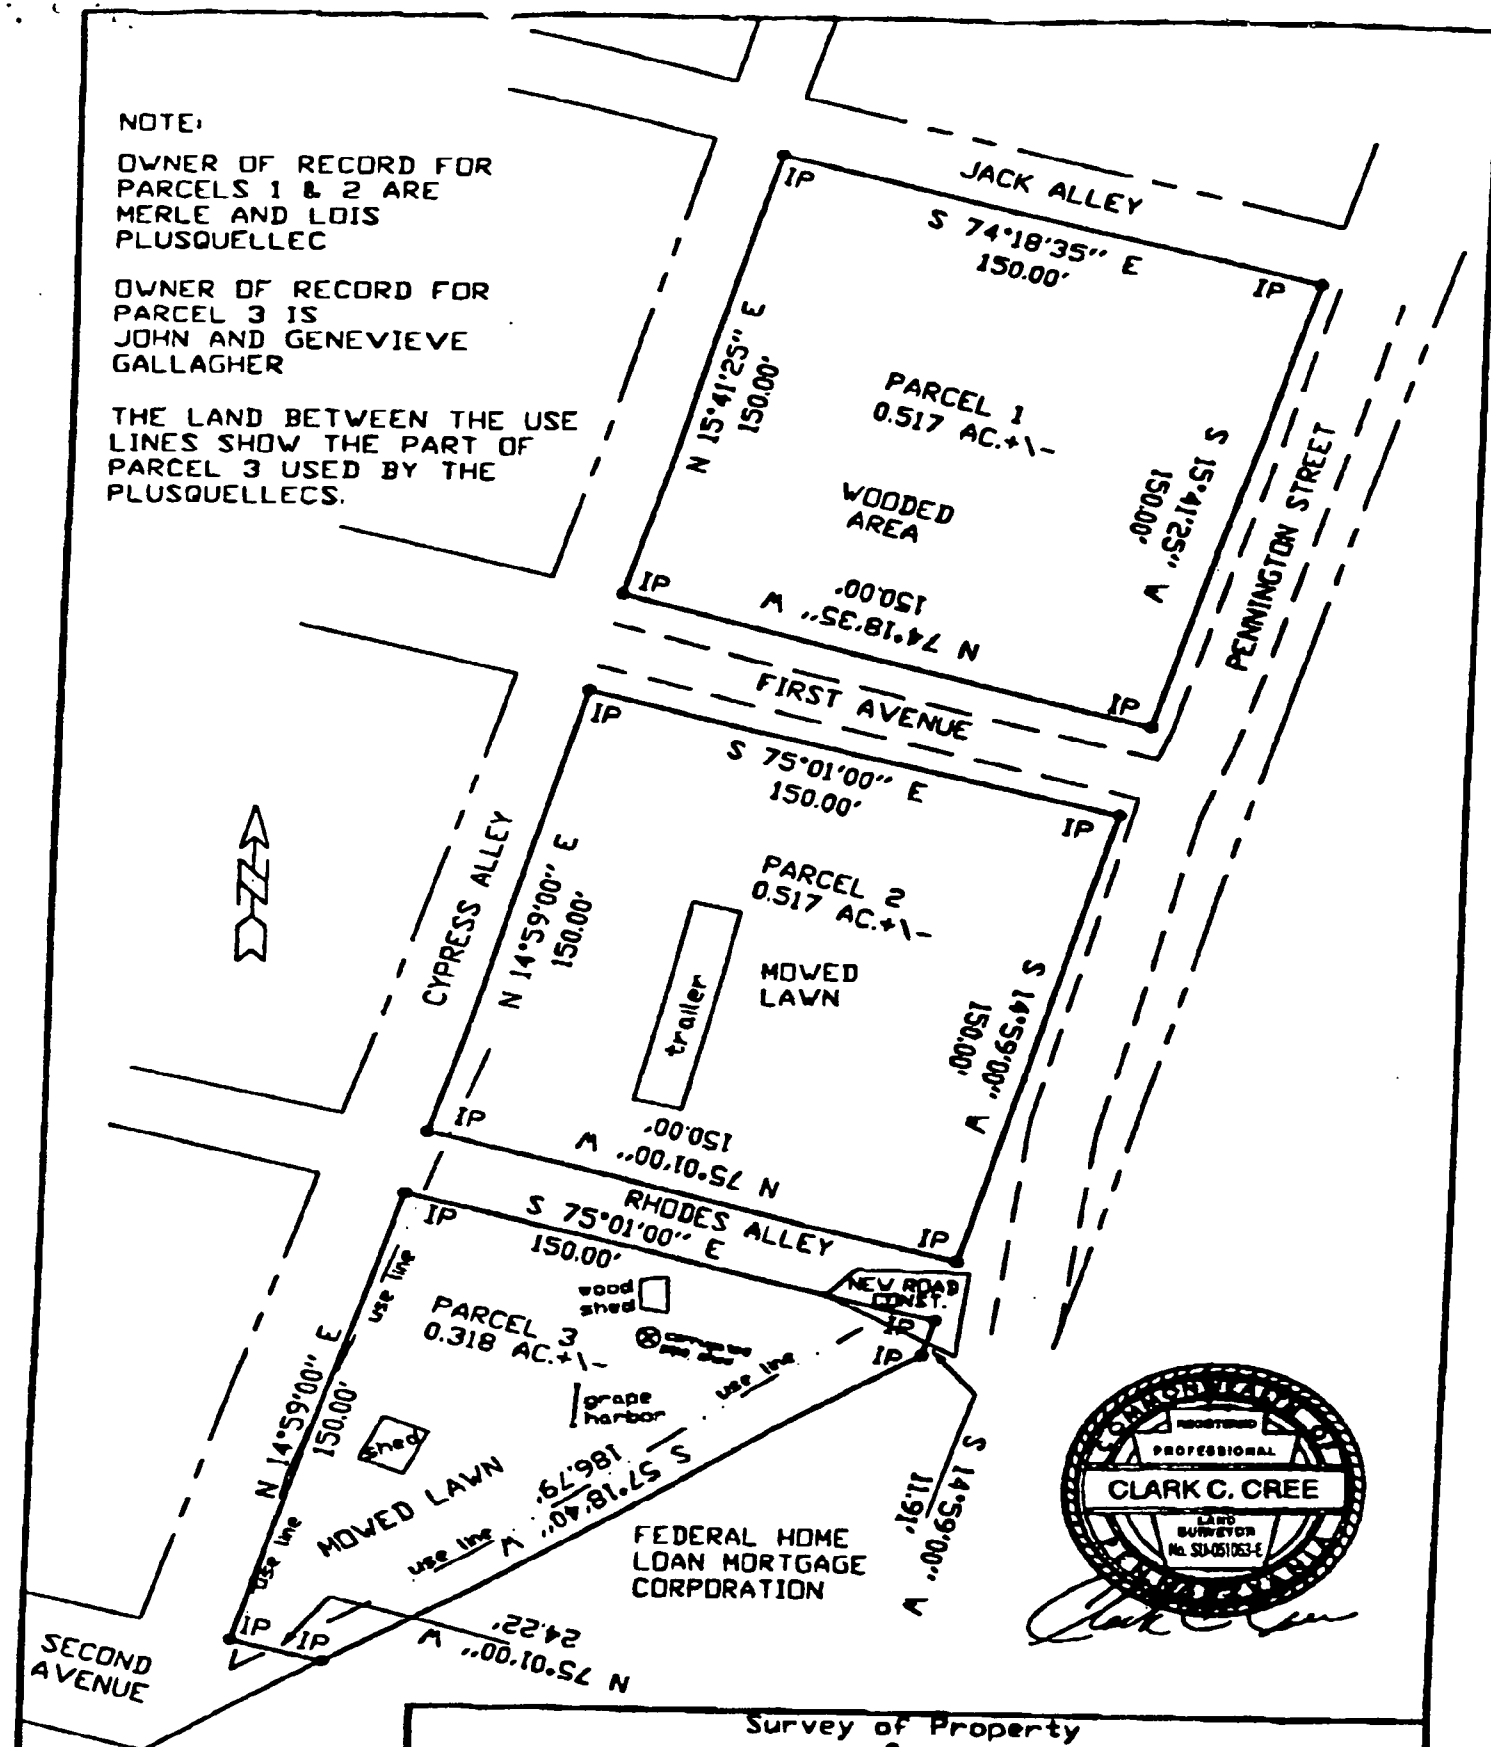 NOTE:
OWNER OF RECORD FOR
PARCELS 1 & 2 ARE
MERLE AND LOIS
PLUSQUELLEC
OWNER OF RECORD FOR
PARCEL 3 IS
JOHN AND GENEVIEVE
GALLAGHER
THE LAND BETWEEN THE USE
LINES SHOW THE PART OF
PARCEL 3 USED BY THE
PLUSQUELLECS.
JACK ALLEY
IP
S 74°18'35" E
150.00'
IP
N 15°41'25" E
150.00'
PARCEL 1
0.517 AC.+\-
WOODED
AREA
S 15°41'25" W
150.00'
PENNINGTON STREET
IP
N 74°18'35" W
150.00'
IP
FIRST AVENUE
IP
S 75°01'00" E
150.00'
IP
CYPRESS ALLEY
N 14°59'00" E
150.00'
PARCEL 2
0.517 AC.+\-
trailer
MOWED
LAWN
S 14°59'00" W
150.00'
N
IP
N 75°01'00" W
150.00'
IP
RHODES ALLEY
IP
S 75°01'00" E
150.00'
NEW ROAD
CONST.
IP
IP
use line
wood
shed
PARCEL 3
0.318 AC.+\-
use line
grape
harbor
N 14°59'00" E
150.00'
shed
MOWED LAWN
S 57°18'40" W
186.79'
use line
use line
S 14°59'00" W
11.91'
FEDERAL HOME
LOAN MORTGAGE
CORPORATION
IP
IP
N 75°01'00" W
24.22'
SECOND
AVENUE
COMMONWEALTH OF
REGISTERED
PROFESSIONAL
CLARK C. CREE
LAND
SURVEYOR
No. SU-051063-E
PENNSYLVANIA
Clark C Cree
Survey of Property